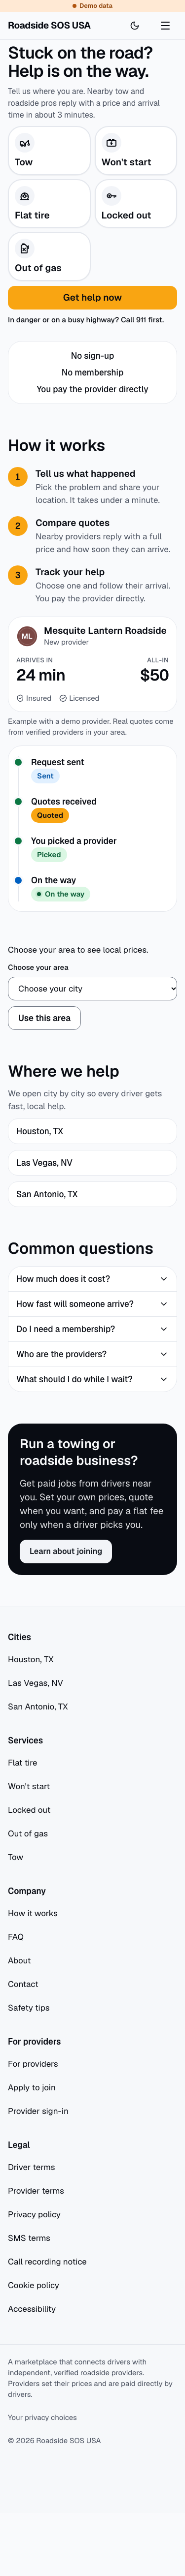 Demo data
Roadside SOS USA
Stuck on the road?
Help is on the way.
Tell us where you are. Nearby tow and
roadside pros reply with a price and arrival
time in about 3 minutes.
Tow
Won't start
Flat tire
Locked out
Out of gas
Get help now
In danger or on a busy highway? Call 911 first.
No sign-up
No membership
You pay the provider directly
How it works
1
Tell us what happened
Pick the problem and share your
location. It takes under a minute.
2
Compare quotes
Nearby providers reply with a full
price and how soon they can arrive.
3
Track your help
Choose one and follow their arrival.
You pay the provider directly.
ML
Mesquite Lantern Roadside
New provider
ARRIVES IN
ALL-IN
24 min
$50
Insured
Licensed
Example with a demo provider. Real quotes come
from verified providers in your area.
Request sent
Sent
Quotes received
Quoted
You picked a provider
Picked
On the way
On the way
Choose your area to see local prices.
Choose your area
Choose your city
Use this area
Where we help
We open city by city so every driver gets
fast, local help.
Houston, TX
Las Vegas, NV
San Antonio, TX
Common questions
How much does it cost?
How fast will someone arrive?
Do I need a membership?
Who are the providers?
What should I do while I wait?
Run a towing or
roadside business?
Get paid jobs from drivers near
you. Set your own prices, quote
when you want, and pay a flat fee
only when a driver picks you.
Learn about joining
Cities
Houston, TX
Las Vegas, NV
San Antonio, TX
Services
Flat tire
Won't start
Locked out
Out of gas
Tow
Company
How it works
FAQ
About
Contact
Safety tips
For providers
For providers
Apply to join
Provider sign-in
Legal
Driver terms
Provider terms
Privacy policy
SMS terms
Call recording notice
Cookie policy
Accessibility
A marketplace that connects drivers with
independent, verified roadside providers.
Providers set their prices and are paid directly by
drivers.
Your privacy choices
© 2026 Roadside SOS USA